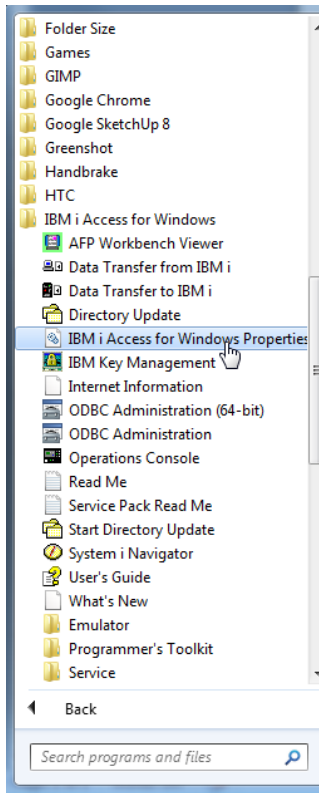 Folder Size
Games
GIMP
Google Chrome
Google SketchUp 8
Greenshot
Handbrake
HTC
IBM i Access for Windows
AFP Workbench Viewer
Data Transfer from IBM i
Data Transfer to IBM i
Directory Update
IBM i Access for Windows Properties
IBM Key Management
Internet Information
ODBC Administration (64-bit)
ODBC Administration
Operations Console
Read Me
Service Pack Read Me
Start Directory Update
System i Navigator
User's Guide
What's New
Emulator
Programmer's Toolkit
Service
Back
Search programs and files